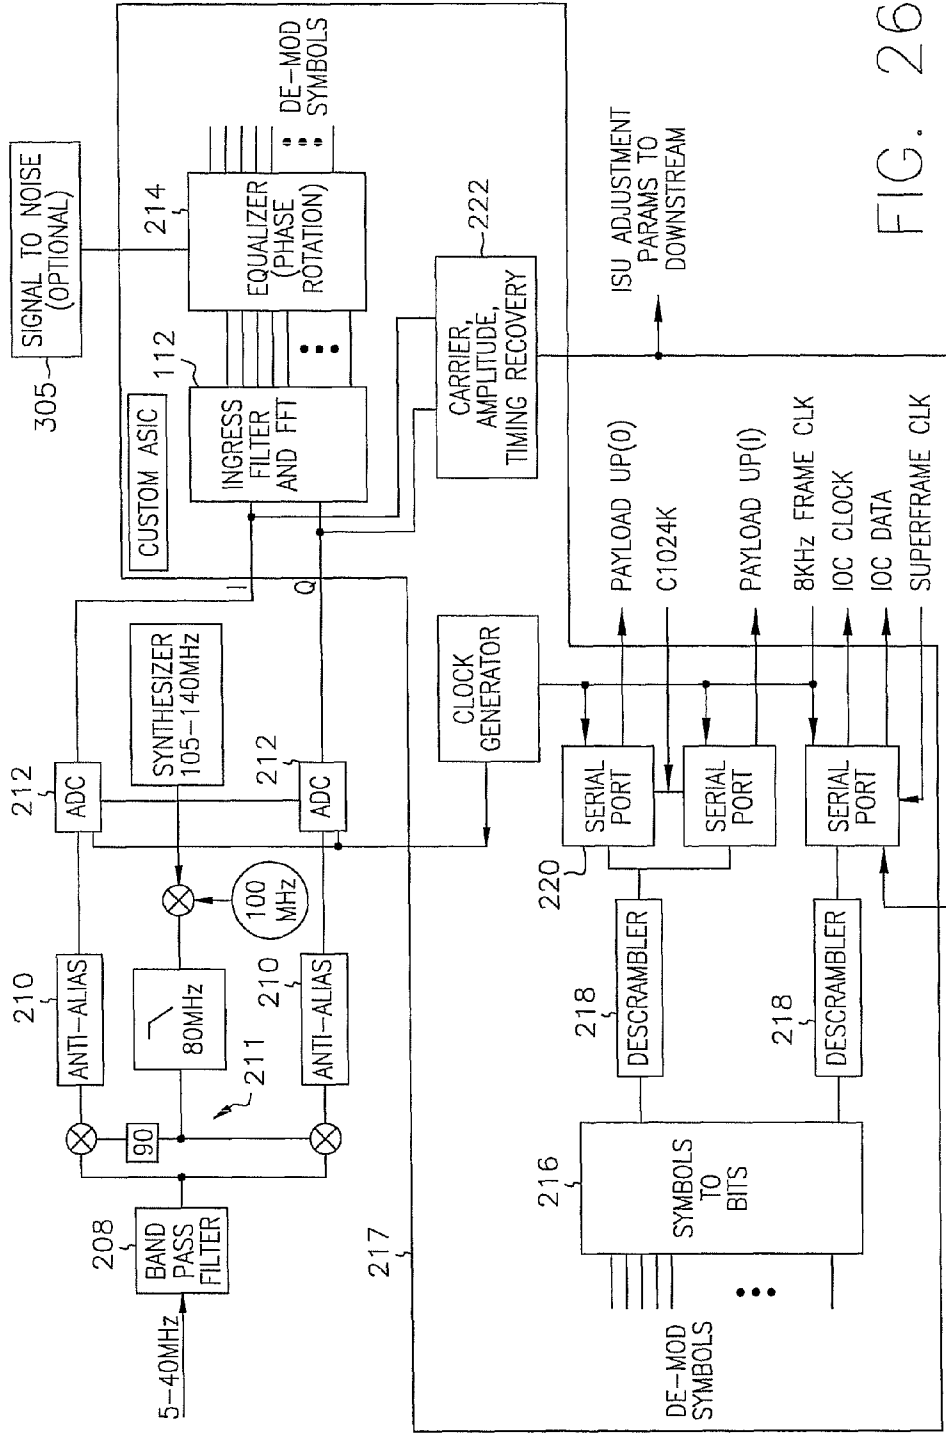 5-40MHz
208
BAND
PASS
FILTER
90
211
210
ANTI-ALIAS
80MHz
210
ANTI-ALIAS
100
MHz
212
ADC
SYNTHESIZER
105-140MHz
212
ADC
I
Q
CUSTOM ASIC
305
SIGNAL TO NOISE
(OPTIONAL)
112
INGRESS
FILTER
AND FFT
214
EQUALIZER
(PHASE
ROTATION)
DE-MOD
SYMBOLS
217
CLOCK
GENERATOR
CARRIER,
AMPLITUDE,
TIMING RECOVERY
222
DE-MOD
SYMBOLS
216
SYMBOLS
TO
BITS
218
DESCRAMBLER
218
DESCRAMBLER
220
SERIAL
PORT
SERIAL
PORT
SERIAL
PORT
PAYLOAD UP(0)
C1024K
PAYLOAD UP(1)
8KHz FRAME CLK
IOC CLOCK
IOC DATA
SUPERFRAME CLK
ISU ADJUSTMENT
PARAMS TO
DOWNSTREAM
FIG. 26